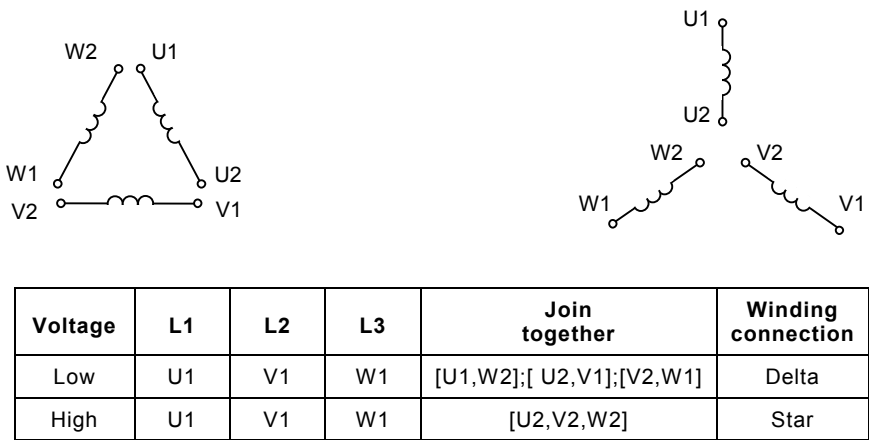 W2 U1
W1 U2
V2 V1
U1
U2
W2 V2
W1 V1
Voltage L1 L2 L3 Join together Winding connection
Low U1 V1 W1 [U1,W2];[ U2,V1];[V2,W1] Delta
High U1 V1 W1 [U2,V2,W2] Star